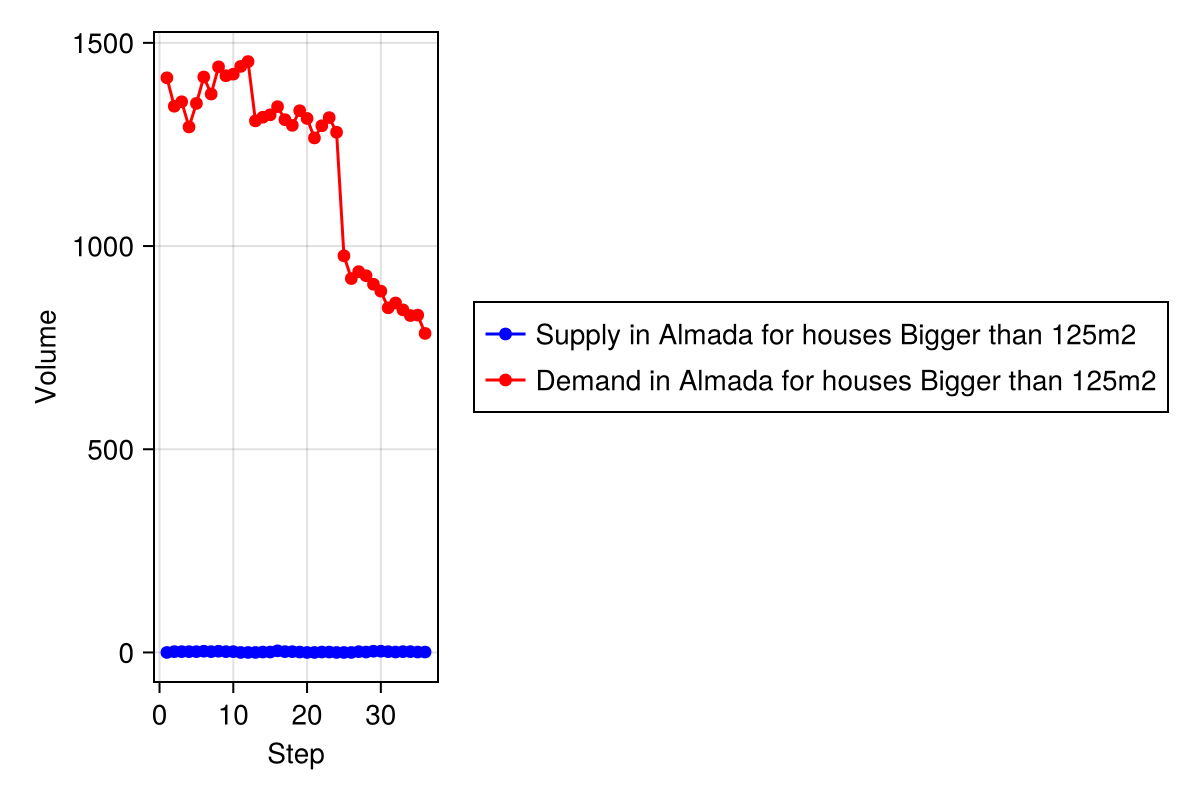 1500
1000
500
0
Volume
0 10 20 30
Step
Supply in Almada for houses Bigger than 125m2
Demand in Almada for houses Bigger than 125m2